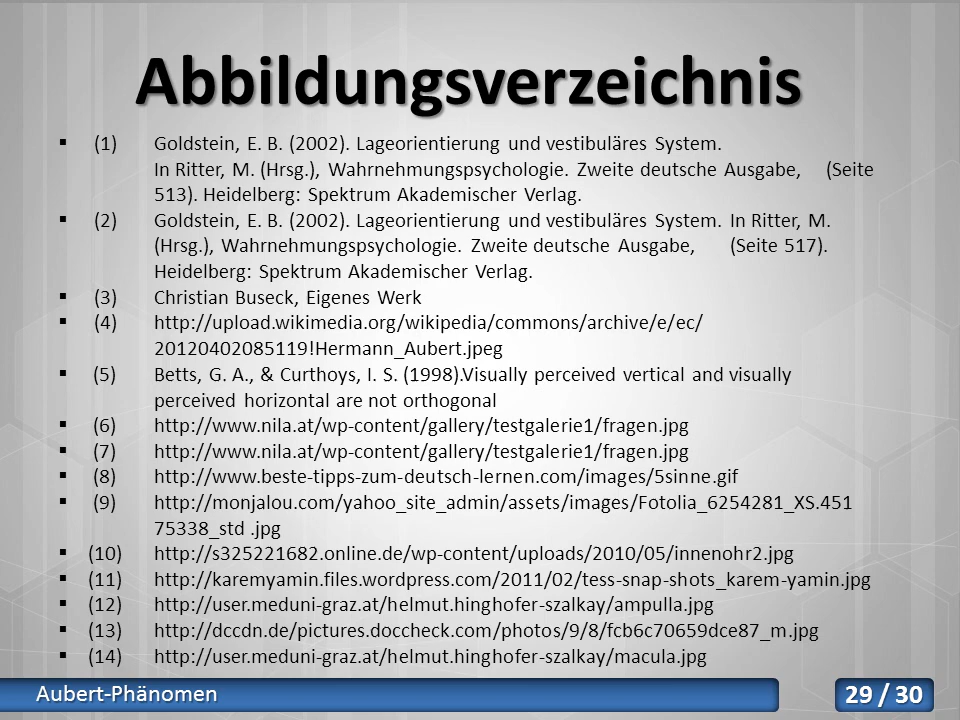 Abbildungsverzeichnis
▪ (1) Goldstein, E. B. (2002). Lageorientierung und vestibuläres System.
In Ritter, M. (Hrsg.), Wahrnehmungspsychologie. Zweite deutsche Ausgabe, (Seite
513). Heidelberg: Spektrum Akademischer Verlag.
▪ (2) Goldstein, E. B. (2002). Lageorientierung und vestibuläres System. In Ritter, M.
(Hrsg.), Wahrnehmungspsychologie. Zweite deutsche Ausgabe, (Seite 517).
Heidelberg: Spektrum Akademischer Verlag.
▪ (3) Christian Buseck, Eigenes Werk
▪ (4) http://upload.wikimedia.org/wikipedia/commons/archive/e/ec/
20120402085119!Hermann_Aubert.jpeg
▪ (5) Betts, G. A., & Curthoys, I. S. (1998).Visually perceived vertical and visually
perceived horizontal are not orthogonal
▪ (6) http://www.nila.at/wp-content/gallery/testgalerie1/fragen.jpg
▪ (7) http://www.nila.at/wp-content/gallery/testgalerie1/fragen.jpg
▪ (8) http://www.beste-tipps-zum-deutsch-lernen.com/images/5sinne.gif
▪ (9) http://monjalou.com/yahoo_site_admin/assets/images/Fotolia_6254281_XS.451
75338_std .jpg
▪ (10) http://s325221682.online.de/wp-content/uploads/2010/05/innenohr2.jpg
▪ (11) http://karemyamin.files.wordpress.com/2011/02/tess-snap-shots_karem-yamin.jpg
▪ (12) http://user.meduni-graz.at/helmut.hinghofer-szalkay/ampulla.jpg
▪ (13) http://dccdn.de/pictures.doccheck.com/photos/9/8/fcb6c70659dce87_m.jpg
▪ (14) http://user.meduni-graz.at/helmut.hinghofer-szalkay/macula.jpg
Aubert-Phänomen
29 / 30